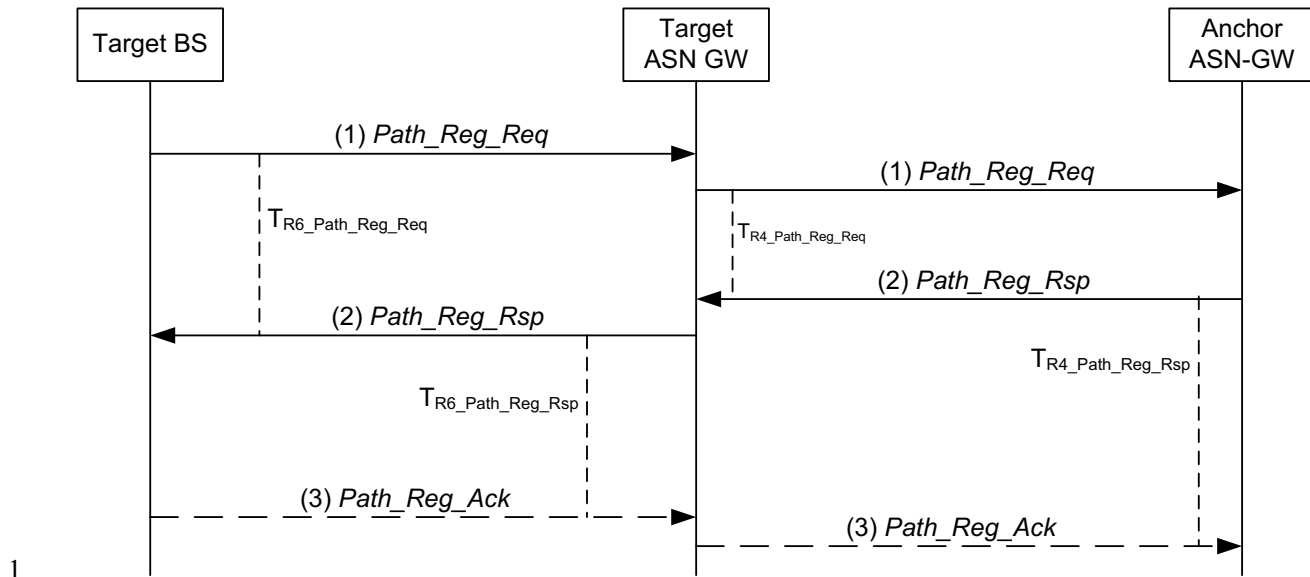 Target BS
Target
ASN GW
Anchor
ASN-GW
(1) Path_Reg_Req
(1) Path_Reg_Req
TR6_Path_Reg_Req
TR4_Path_Reg_Req
(2) Path_Reg_Rsp
(2) Path_Reg_Rsp
TR4_Path_Reg_Rsp
TR6_Path_Reg_Rsp
(3) Path_Reg_Ack
(3) Path_Reg_Ack
1